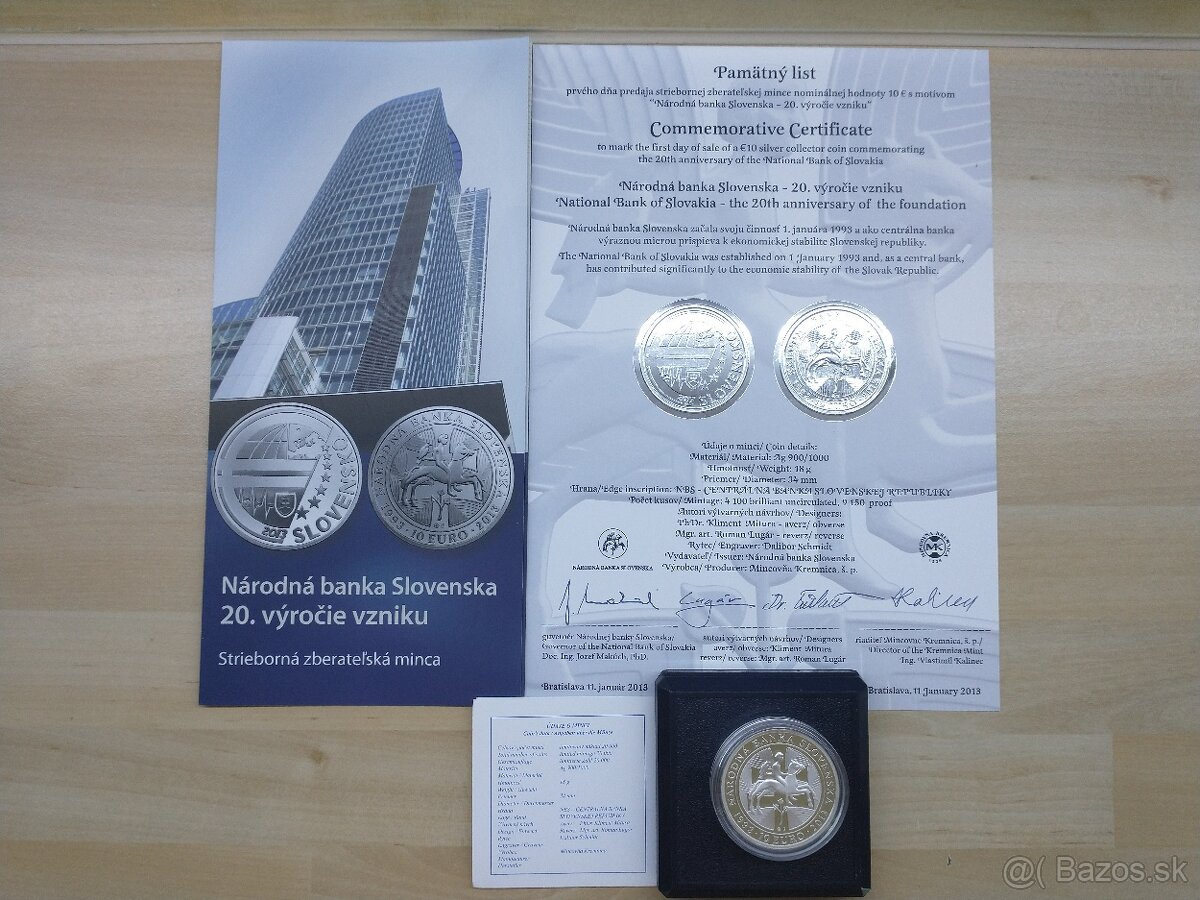 SLOVENSKO
2013
NÁRODNÁ BANKA SLOVENSKA
1993 10 EURO 2013
Národná banka Slovenska
20. výročie vzniku
Strieborná zberateľská minca
Pamätný list
prvého dňa predaja striebornej zberateľskej mince nominálnej hodnoty 10 € s motívom
"Národná banka Slovenska - 20. výročie vzniku"
Commemorative Certificate
to mark the first day of sale of a €10 silver collector coin commemorating
the 20th anniversary of the National Bank of Slovakia
Národná banka Slovenska - 20. výročie vzniku
National Bank of Slovakia - the 20th anniversary of the foundation
Národná banka Slovenska začala svoju činnosť 1. januára 1993 a ako centrálna banka
výraznou mierou prispieva k ekonomickej stabilite Slovenskej republiky.
The National Bank of Slovakia was established on 1 January 1993 and, as a central bank,
has contributed significantly to the economic stability of the Slovak Republic.
SLOVENSKO
Údaje o minci/ Coin details:
Materiál/ Material: Ag 900/1000
Hmotnosť/ Weight: 18 g
Priemer/ Diameter: 34 mm
Hrana/Edge inscription: NBS - CENTRÁLNA BANKA SLOVENSKEJ REPUBLIKY
Počet kusov/ Mintage: 4 100 brilliant uncirculated, 9 150 proof
Autori výtvarných návrhov/ Designers:
PhDr. Kliment Mitura - averz/ obverse
Mgr. art. Roman Lugár - reverz/ reverse
Rytec/ Engraver: Dalibor Schmidt
Vydavateľ/ Issuer: Národná banka Slovenska
Výrobca/ Producer: Mincovňa Kremnica, š. p.
NÁRODNÁ BANKA SLOVENSKA
MK
guvernér Národnej banky Slovenska:
Governor of the National Bank of Slovakia
Doc. Ing. Jozef Makúch, PhD.
autori výtvarných návrhov/ Designers
averz/ obverse: Kliment Mitura
reverz/ reverse: Mgr. art. Roman Lugár
riaditeľ Mincovne Kremnica, š. p./
Director of the Kremnica Mint
Ing. Vlastimil Kalinec
Bratislava 11. január 2013
Bratislava, 11 January 2013
ÚDAJE O MINCI
18 g
Mincovňa Kremnica
NÁRODNÁ BANKA SLOVENSKA
1993 10 EURO 2013
@( Bazos.sk